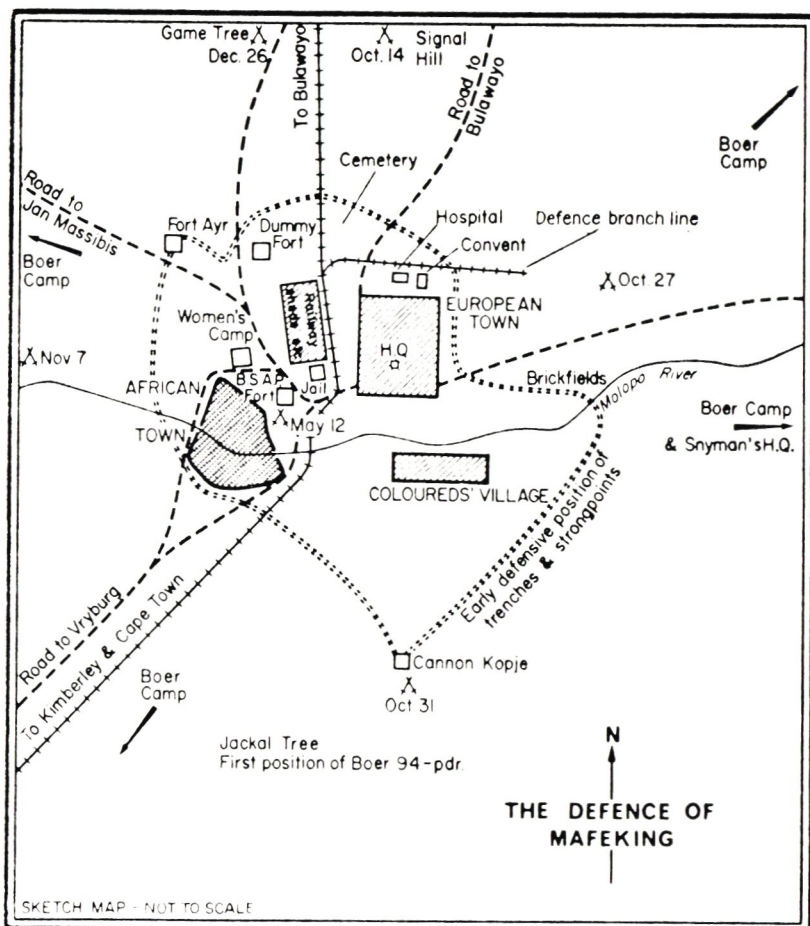 Game Tree
Dec. 26
Oct. 14
Signal
Hill
To Bulawayo
Road to
Bulawayo
Boer
Camp
Cemetery
Road to
Jan Massibis
Fort Ayr
Dummy
Fort
Hospital
Convent
Defence branch line
Boer
Camp
Oct. 27
EUROPEAN
TOWN
Railway
Women's
Camp
H.Q.
Nov 7
AFRICAN
TOWN
B.S.A.P.
Fort
Jail
May 12
Brickfields
Molopo River
Boer Camp
& Snyman's H.Q.
COLOUREDS' VILLAGE
Early defensive position of
trenches & strongpoints
Road to Vryburg
To Kimberley & Cape Town
Boer
Camp
Cannon Kopje
Oct 31
Jackal Tree
First position of Boer 94-pdr.
N
THE DEFENCE OF
MAFEKING
SKETCH MAP - NOT TO SCALE